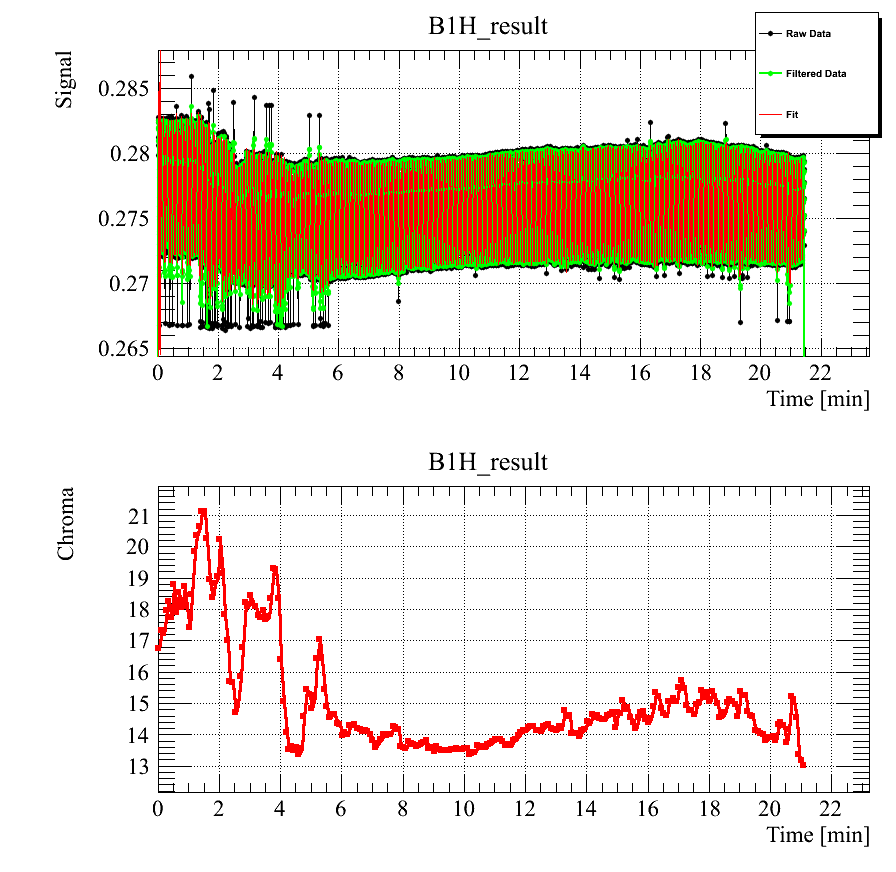 B1H_result
Raw Data
Filtered Data
Fit
Signal
0.285
0.28
0.275
0.27
0.265
0 2 4 6 8 10 12 14 16 18 20 22
Time [min]
B1H_result
Chroma
21
20
19
18
17
16
15
14
13
0 2 4 6 8 10 12 14 16 18 20 22
Time [min]